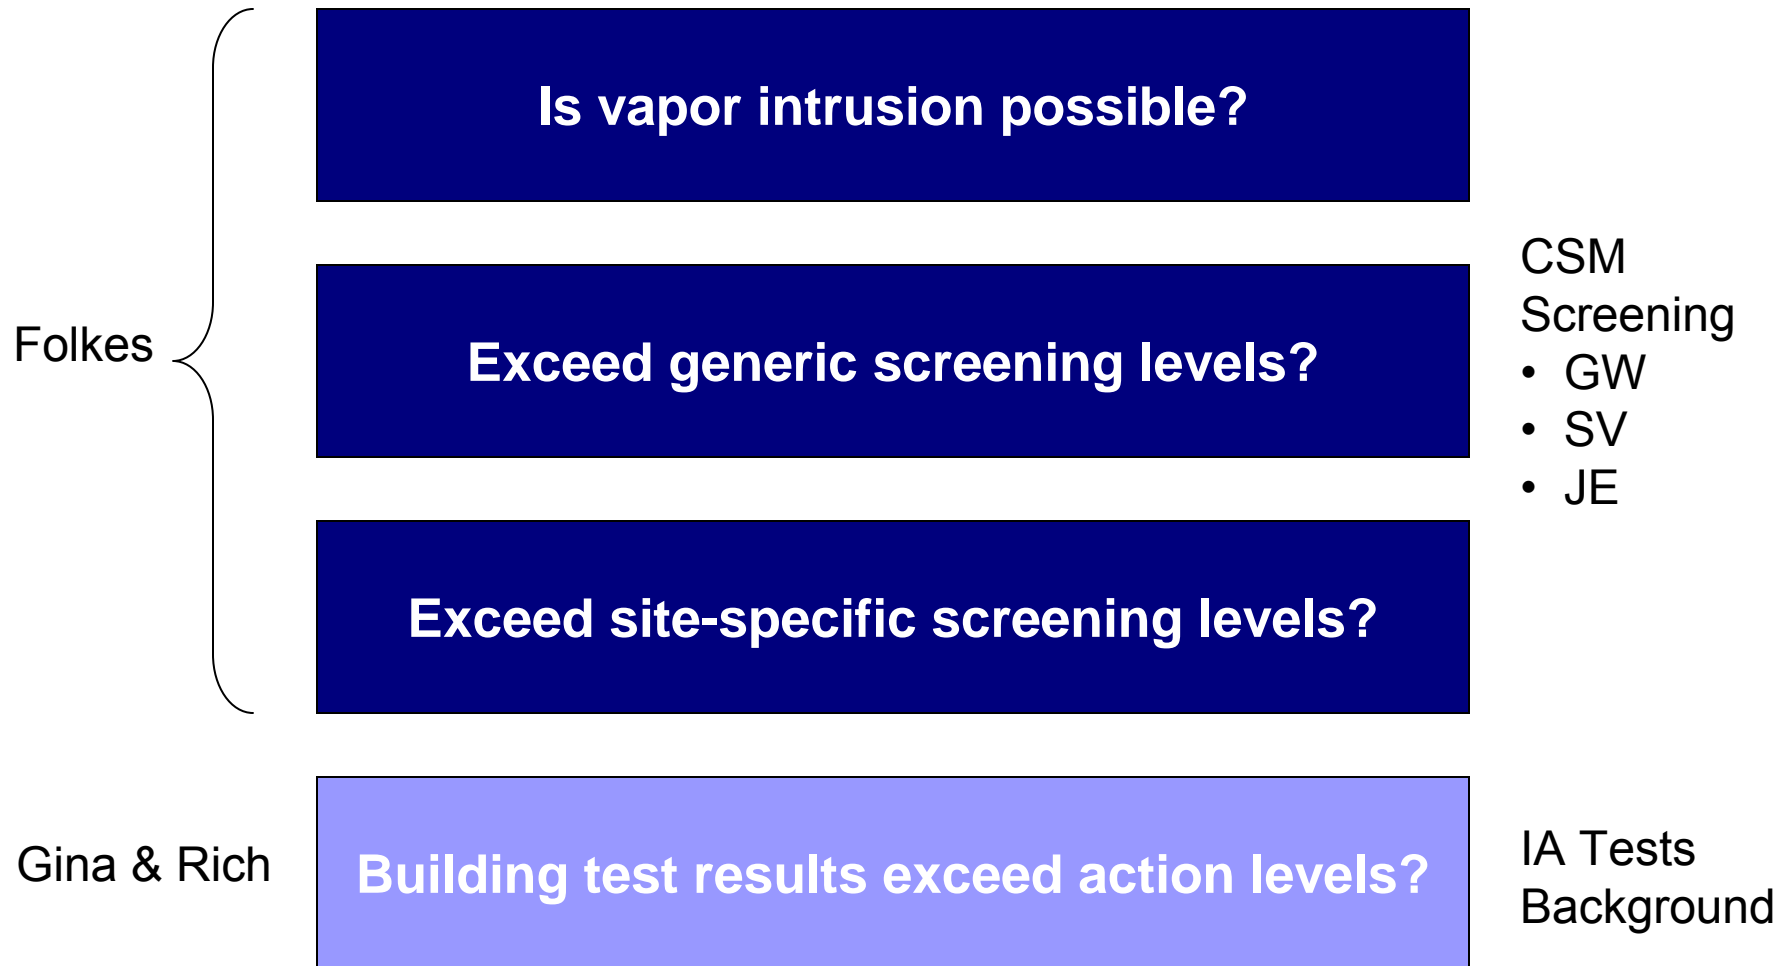 Is vapor intrusion possible?
Folkes
Exceed generic screening levels?
CSM
Screening
• GW
• SV
• JE
Exceed site-specific screening levels?
Gina & Rich
Building test results exceed action levels?
IA Tests
Background